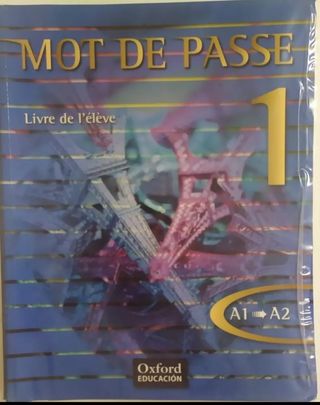 MOT DE PASSE
Livre de l'élève
1
A1 ➠ A2
Oxford
EDUCACIÓN